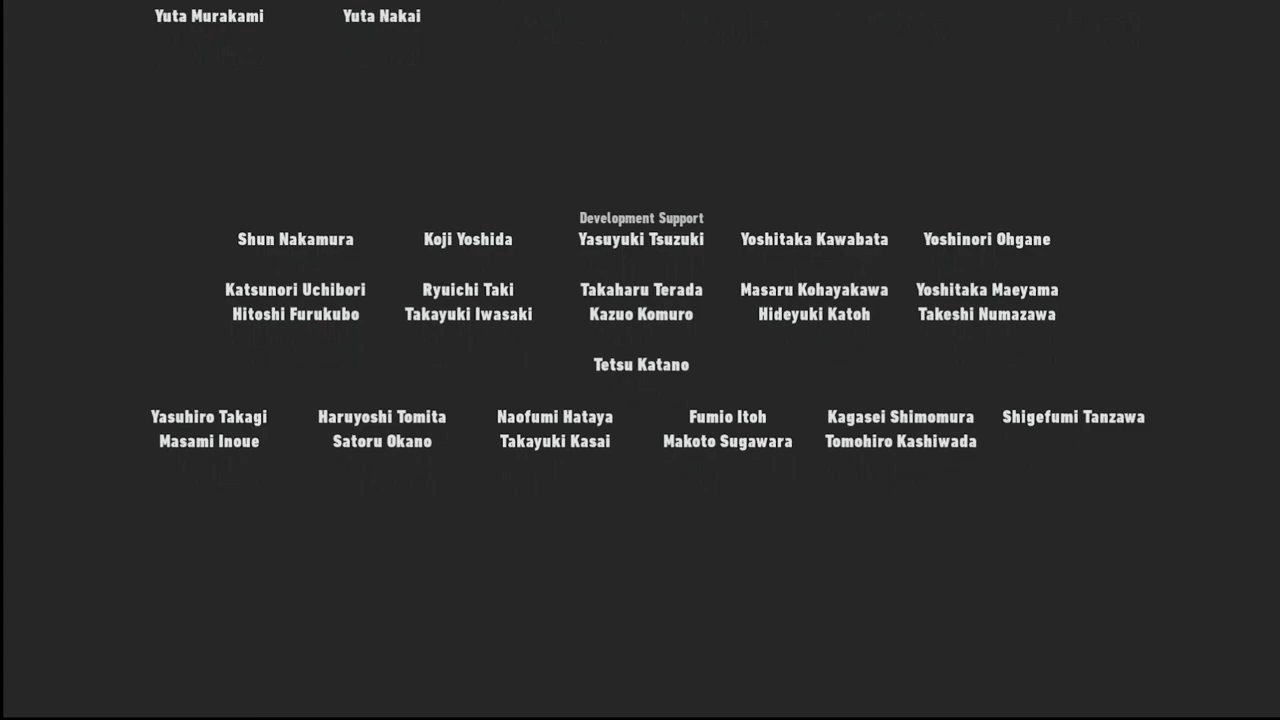 Yuta Murakami Yuta Nakai
Development Support
Shun Nakamura Koji Yoshida Yasuyuki Tsuzuki Yoshitaka Kawabata Yoshinori Ohgane
Katsunori Uchibori Ryuichi Taki Takaharu Terada Masaru Kohayakawa Yoshitaka Maeyama
Hitoshi Furukubo Takayuki Iwasaki Kazuo Komuro Hideyuki Katoh Takeshi Numazawa
Tetsu Katano
Yasuhiro Takagi Haruyoshi Tomita Naofumi Hataya Fumio Itoh Kagasei Shimomura Shigefumi Tanzawa
Masami Inoue Satoru Okano Takayuki Kasai Makoto Sugawara Tomohiro Kashiwada